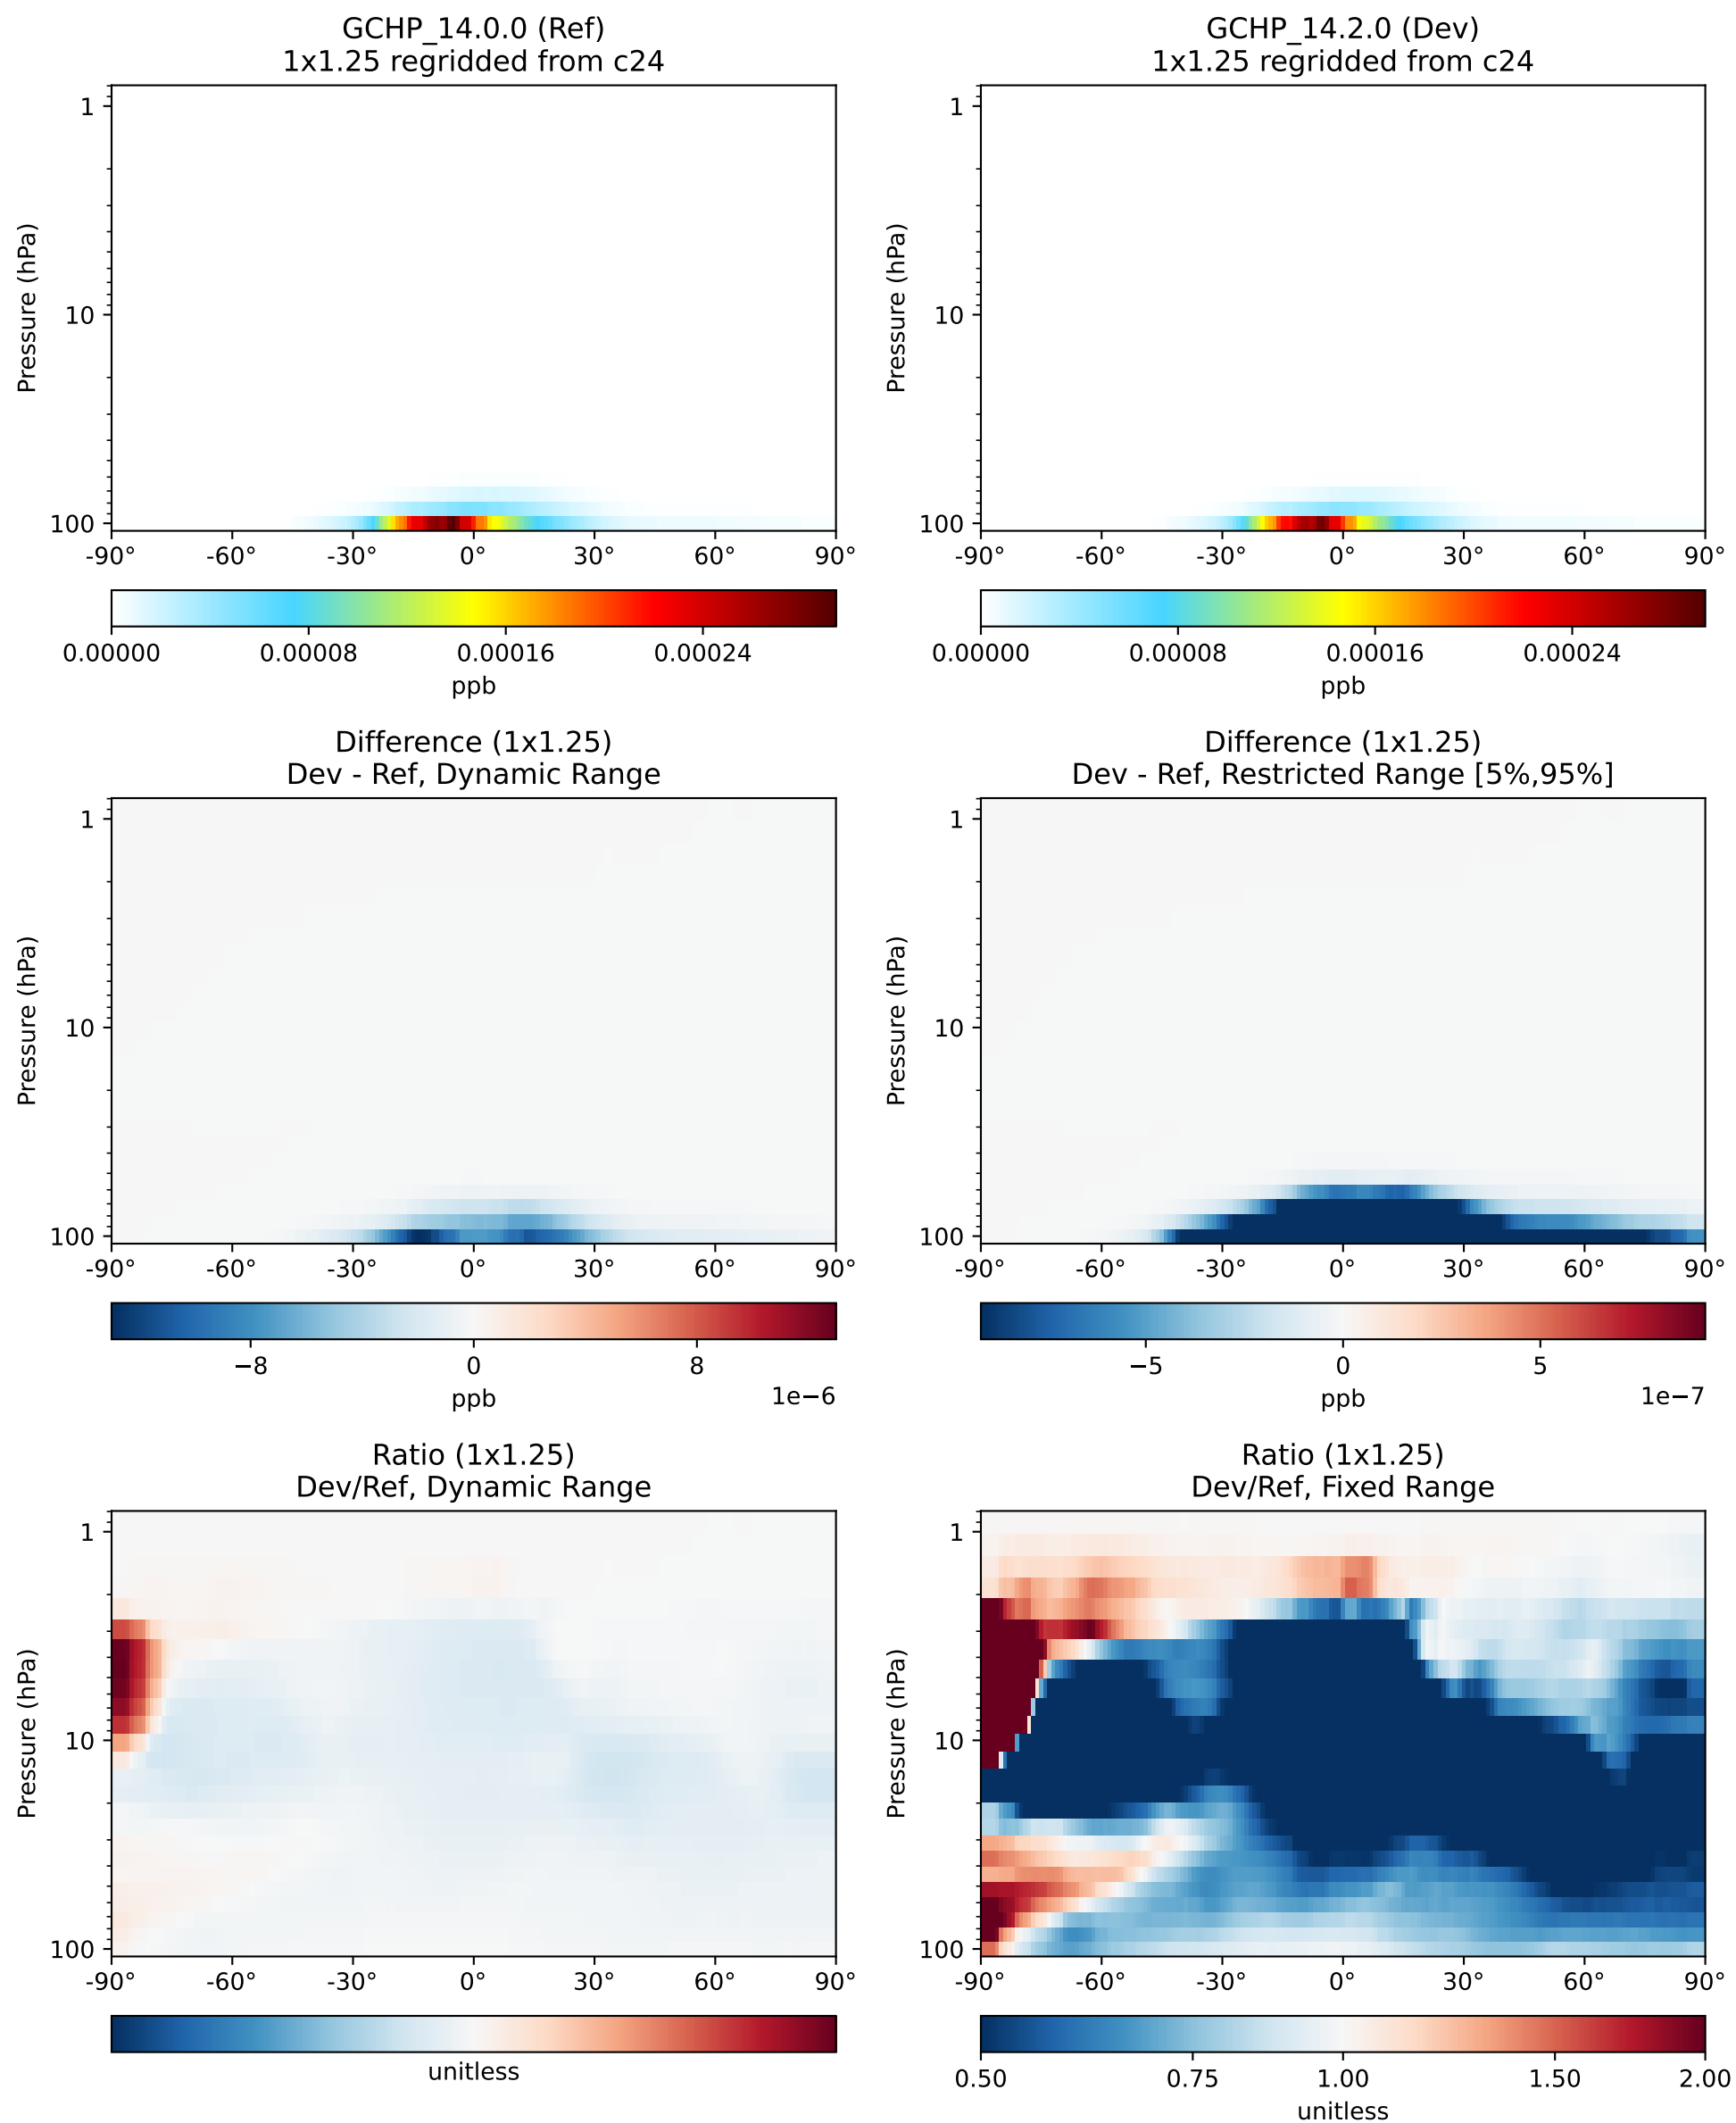 GCHP_14.0.0 (Ref)
1x1.25 regridded from c24
GCHP_14.2.0 (Dev)
1x1.25 regridded from c24
Pressure (hPa)
1
10
100
-90° -60° -30° 0° 30° 60° 90°
0.00000 0.00008 0.00016 0.00024
ppb
Pressure (hPa)
1
10
100
-90° -60° -30° 0° 30° 60° 90°
0.00000 0.00008 0.00016 0.00024
ppb
Difference (1x1.25)
Dev - Ref, Dynamic Range
Difference (1x1.25)
Dev - Ref, Restricted Range [5%,95%]
Pressure (hPa)
1
10
100
-90° -60° -30° 0° 30° 60° 90°
−8 0 8
ppb
1e−6
Pressure (hPa)
1
10
100
-90° -60° -30° 0° 30° 60° 90°
−5 0 5
ppb
1e−7
Ratio (1x1.25)
Dev/Ref, Dynamic Range
Ratio (1x1.25)
Dev/Ref, Fixed Range
Pressure (hPa)
1
10
100
-90° -60° -30° 0° 30° 60° 90°
unitless
Pressure (hPa)
1
10
100
-90° -60° -30° 0° 30° 60° 90°
0.50 0.75 1.00 1.50 2.00
unitless